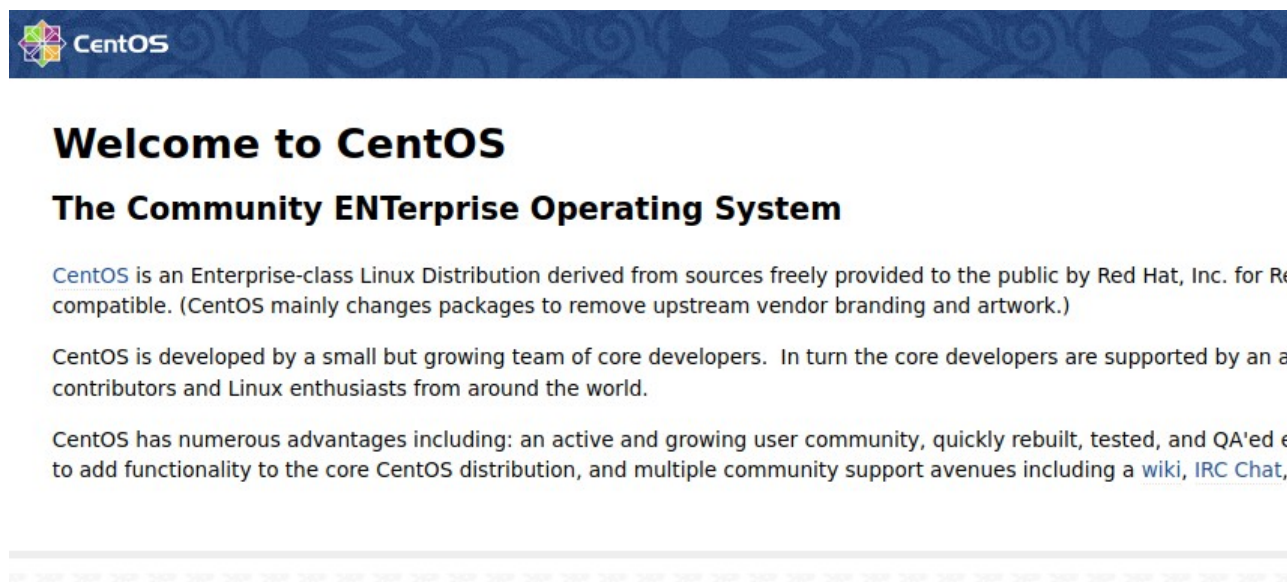 CentOS
Welcome to CentOS
The Community ENTerprise Operating System
CentOS is an Enterprise-class Linux Distribution derived from sources freely provided to the public by Red Hat, Inc. for
compatible. (CentOS mainly changes packages to remove upstream vendor branding and artwork.)
CentOS is developed by a small but growing team of core developers.  In turn the core developers are supported by an
contributors and Linux enthusiasts from around the world.
CentOS has numerous advantages including: an active and growing user community, quickly rebuilt, tested, and QA'ed
to add functionality to the core CentOS distribution, and multiple community support avenues including a wiki, IRC Chat,